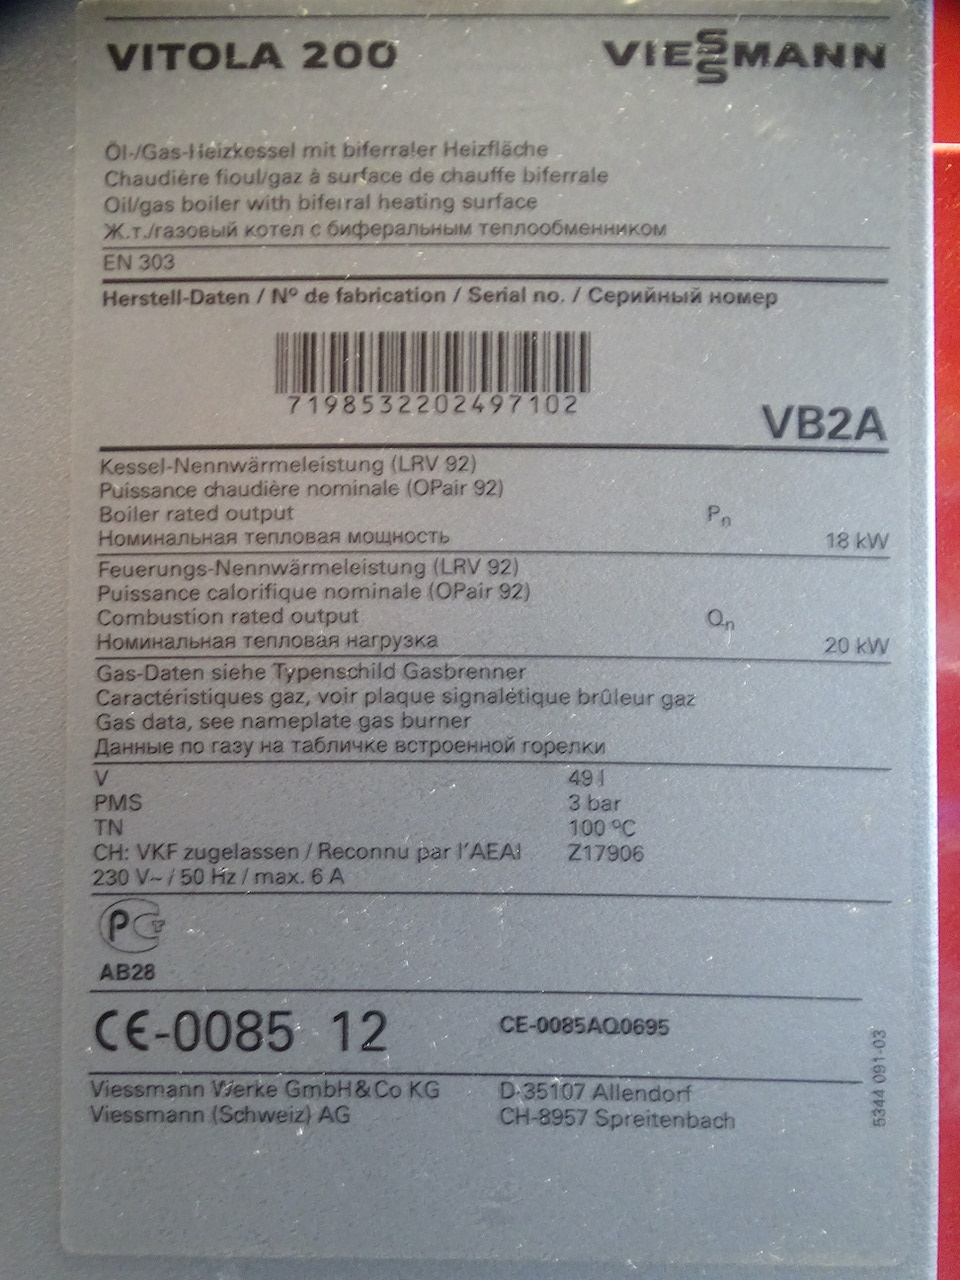 VITOLA 200 VIESSMANN
Öl-/Gas-Heizkessel mit biferraler Heizfläche
Chaudière fioul/gaz à surface de chauffe biferrale
Oil/gas boiler with biferral heating surface
Ж.т./газовый котел с биферальным теплообменником
EN 303
Herstell-Daten / Nº de fabrication / Serial no. / Серийный номер
7198532202497102
VB2A
Kessel-Nennwärmeleistung (LRV 92)
Puissance chaudière nominale (OPair 92)
Boiler rated output Pn
Номинальная тепловая мощность 18 kW
Feuerungs-Nennwärmeleistung (LRV 92)
Puissance calorifique nominale (OPair 92)
Combustion rated output Qn
Номинальная тепловая нагрузка 20 kW
Gas-Daten siehe Typenschild Gasbrenner
Caractéristiques gaz, voir plaque signalétique brûleur gaz
Gas data, see nameplate gas burner
Данные по газу на табличке встроенной горелки
V 49 l
PMS 3 bar
TN 100 ºC
CH: VKF zugelassen / Reconnu par l'AEAI Z17906
230 V~ / 50 Hz / max. 6 A
AB28
CE-0085 12 CE-0085AQ0695
Viessmann Werke GmbH&Co KG D-35107 Allendorf
Viessmann (Schweiz) AG CH-8957 Spreitenbach
5344 091-03